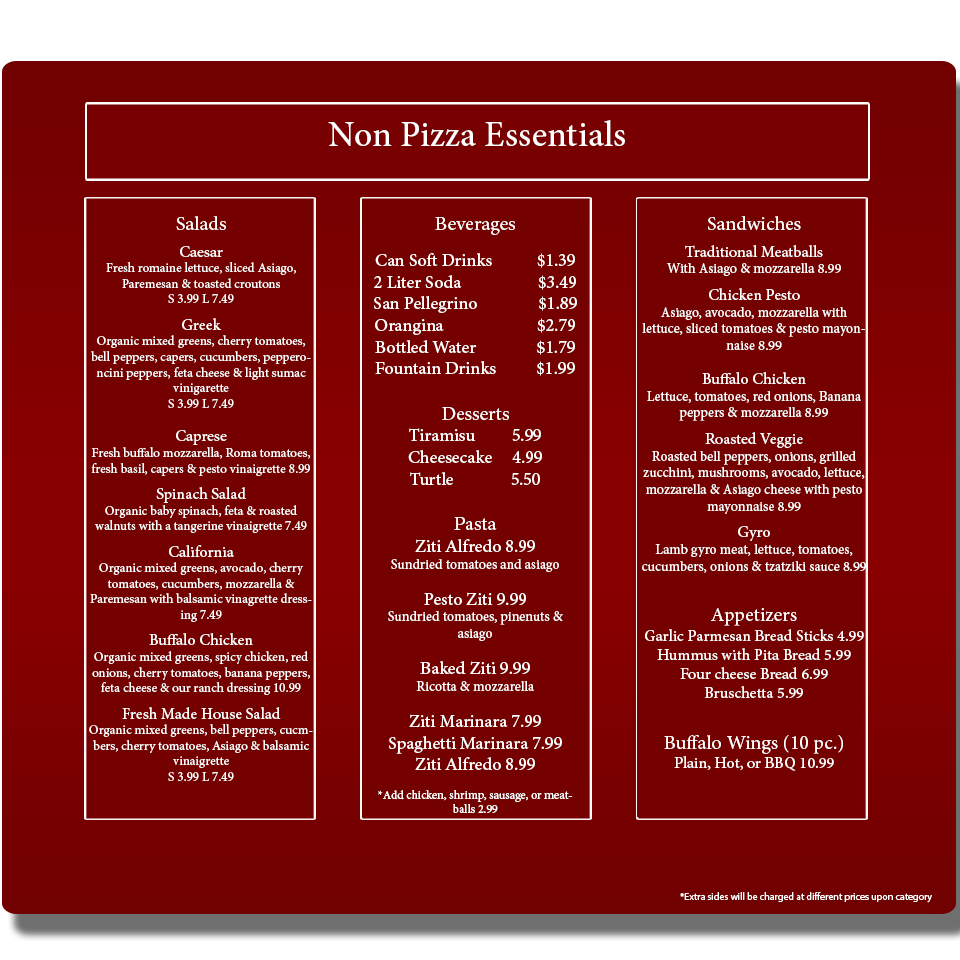 Non Pizza Essentials
Salads
Caesar
Fresh romaine lettuce, sliced Asiago,
Paremesan & toasted croutons
S 3.99 L 7.49
Greek
Organic mixed greens, cherry tomatoes,
bell peppers, capers, cucumbers, peppero-
ncini peppers, feta cheese & light sumac
vinigarette
S 3.99 L 7.49
Caprese
Fresh buffalo mozzarella, Roma tomatoes,
fresh basil, capers & pesto vinaigrette 8.99
Spinach Salad
Organic baby spinach, feta & roasted
walnuts with a tangerine vinaigrette 7.49
California
Organic mixed greens, avocado, cherry
tomatoes, cucumbers, mozzarella &
Paremesan with balsamic vinagrette dress-
ing 7.49
Buffalo Chicken
Organic mixed greens, spicy chicken, red
onions, cherry tomatoes, banana peppers,
feta cheese & our ranch dressing 10.99
Fresh Made House Salad
Organic mixed greens, bell peppers, cucm-
bers, cherry tomatoes, Asiago & balsamic
vinaigrette
S 3.99 L 7.49
Beverages
Can Soft Drinks $1.39
2 Liter Soda $3.49
San Pellegrino $1.89
Orangina $2.79
Bottled Water $1.79
Fountain Drinks $1.99
Desserts
Tiramisu 5.99
Cheesecake 4.99
Turtle 5.50
Pasta
Ziti Alfredo 8.99
Sundried tomatoes and asiago
Pesto Ziti 9.99
Sundried tomatoes, pinenuts &
asiago
Baked Ziti 9.99
Ricotta & mozzarella
Ziti Marinara 7.99
Spaghetti Marinara 7.99
Ziti Alfredo 8.99
*Add chicken, shrimp, sausage, or meat-
balls 2.99
Sandwiches
Traditional Meatballs
With Asiago & mozzarella 8.99
Chicken Pesto
Asiago, avocado, mozzarella with
lettuce, sliced tomatoes & pesto mayon-
naise 8.99
Buffalo Chicken
Lettuce, tomatoes, red onions, Banana
peppers & mozzarella 8.99
Roasted Veggie
Roasted bell peppers, onions, grilled
zucchini, mushrooms, avocado, lettuce,
mozzarella & Asiago cheese with pesto
mayonnaise 8.99
Gyro
Lamb gyro meat, lettuce, tomatoes,
cucumbers, onions & tzatziki sauce 8.99
Appetizers
Garlic Parmesan Bread Sticks 4.99
Hummus with Pita Bread 5.99
Four cheese Bread 6.99
Bruschetta 5.99
Buffalo Wings (10 pc.)
Plain, Hot, or BBQ 10.99
*Extra sides will be charged at different prices upon category